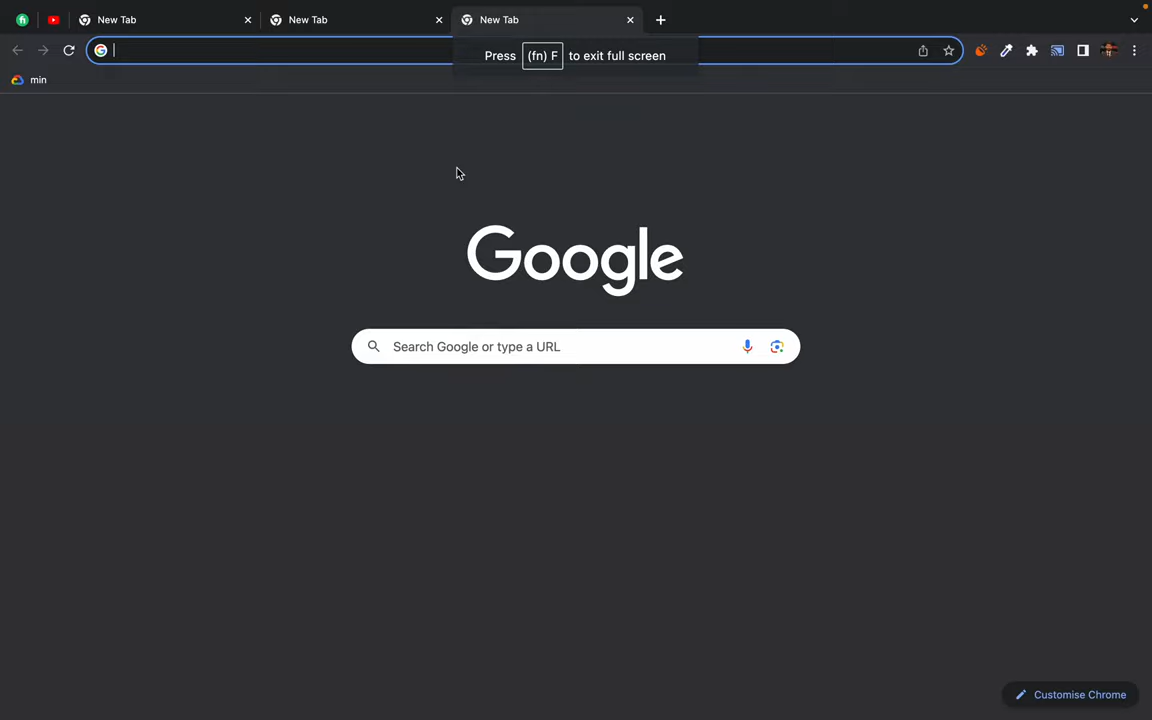 New Tab
New Tab
New Tab
Press (fn) F to exit full screen
min
Google
Search Google or type a URL
Customise Chrome